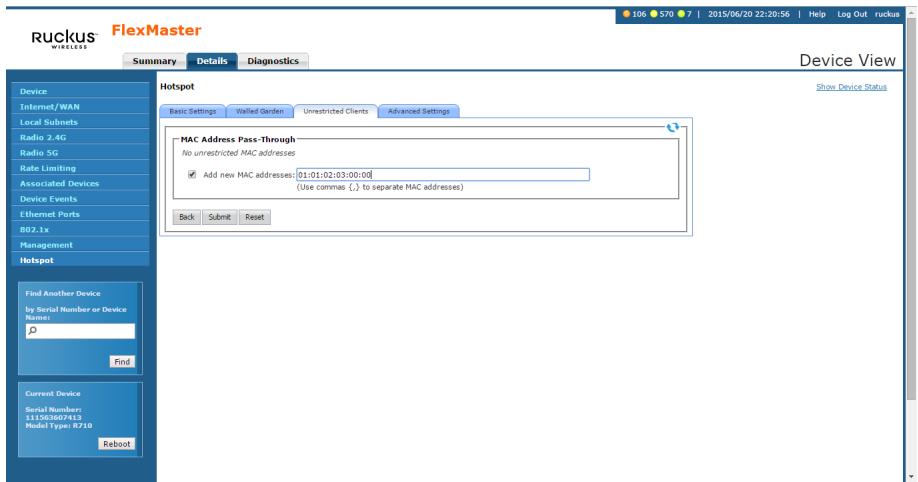 106 570 7 | 2015/06/20 22:20:56 | Help Log Out ruckus
Ruckus WIRELESS FlexMaster
Summary Details Diagnostics
Device View
Device
Internet/WAN
Local Subnets
Radio 2.4G
Radio 5G
Rate Limiting
Associated Devices
Device Events
Ethernet Ports
802.1x
Management
Hotspot
Find Another Device
by Serial Number or Device
Name:
Find
Current Device
Serial Number:
111563607413
Model Type: R710
Reboot
Hotspot
Show Device Status
Basic Settings Walled Garden Unrestricted Clients Advanced Settings
MAC Address Pass-Through
No unrestricted MAC addresses
Add new MAC addresses: 01:01:02:03:00:00
(Use commas {,} to separate MAC addresses)
Back Submit Reset